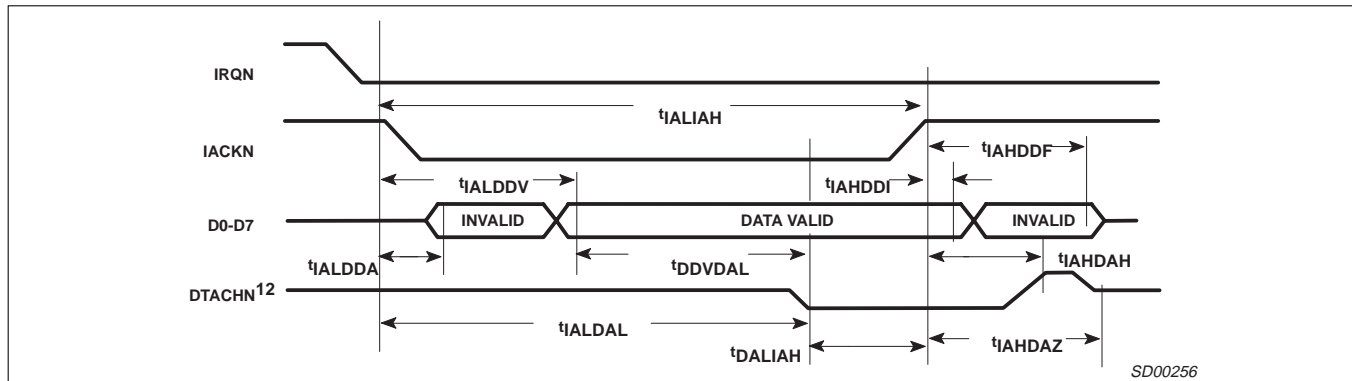 IRQN
tIALIAH
IACKN
tIAHDDF
tIALDDV
tIAHDDI
D0-D7
INVALID
DATA VALID
INVALID
tIALDDA
tDDVDAL
tIAHDAH
DTACHN12
tIALDAL
tDALIAH
tIAHDAZ
SD00256